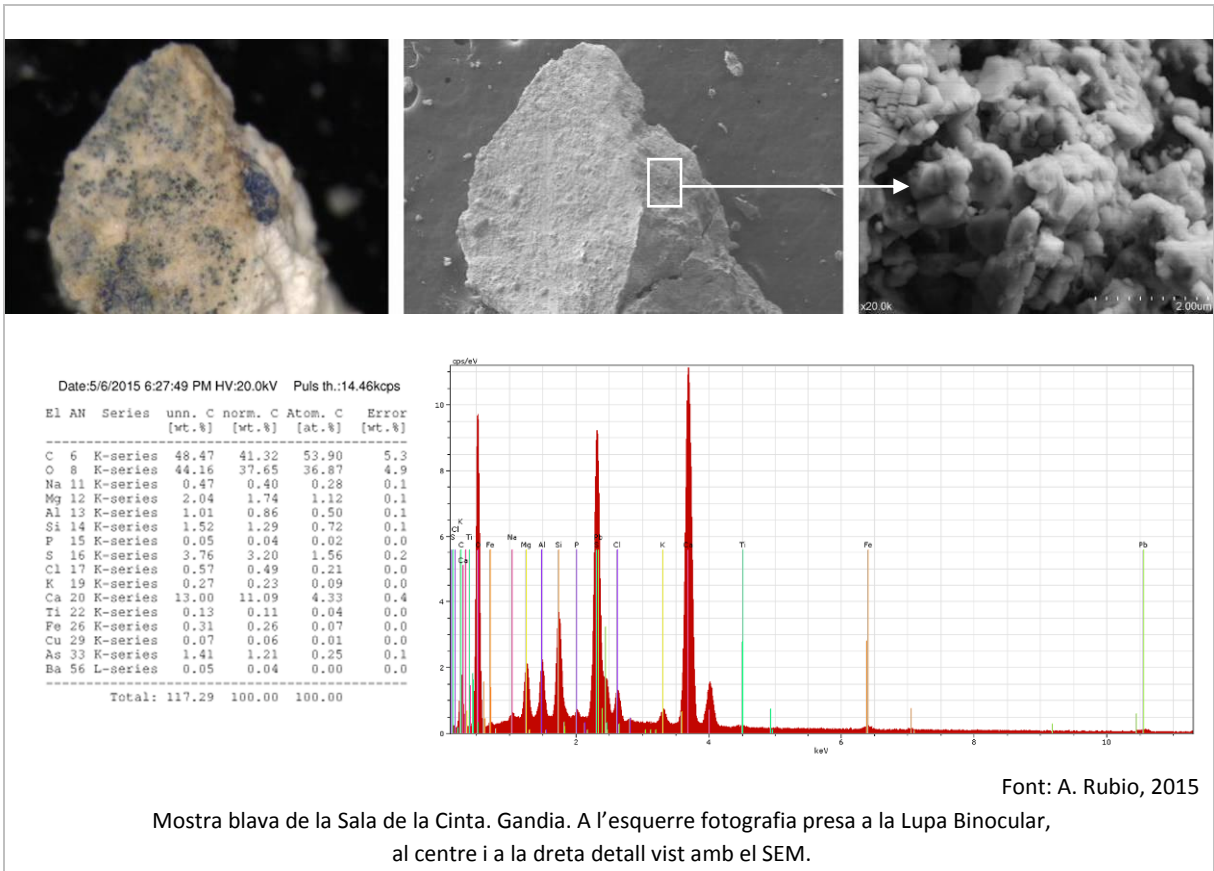 x20.0k 2.00um
Date:5/6/2015 6:27:49 PM HV:20.0kV Puls th.:14.46kcps
El AN Series unn. C norm. C Atom. C Error
[wt.%] [wt.%] [at.%] [wt.%]
C 6 K-series 48.47 41.32 53.90 5.3
O 8 K-series 44.16 37.65 36.87 4.9
Na 11 K-series 0.47 0.40 0.28 0.1
Mg 12 K-series 2.04 1.74 1.12 0.1
Al 13 K-series 1.01 0.86 0.50 0.1
Si 14 K-series 1.52 1.29 0.72 0.1
P 15 K-series 0.05 0.04 0.02 0.0
S 16 K-series 3.76 3.20 1.56 0.2
Cl 17 K-series 0.57 0.49 0.21 0.0
K 19 K-series 0.27 0.23 0.09 0.0
Ca 20 K-series 13.00 11.09 4.33 0.4
Ti 22 K-series 0.13 0.11 0.04 0.0
Fe 26 K-series 0.31 0.26 0.07 0.0
Cu 29 K-series 0.07 0.06 0.01 0.0
As 33 K-series 1.41 1.21 0.25 0.1
Ba 56 L-series 0.05 0.04 0.00 0.0
Total: 117.29 100.00 100.00
cps/eV
10
8
6
4
2
0
K
Cl
S C Ti Fe Na Mg Al Si P Pb Cl K Ca Ti Fe Pb
Ca
2 4 6 8 10
keV
Font: A. Rubio, 2015
Mostra blava de la Sala de la Cinta. Gandia. A l’esquerre fotografia presa a la Lupa Binocular,
al centre i a la dreta detall vist amb el SEM.